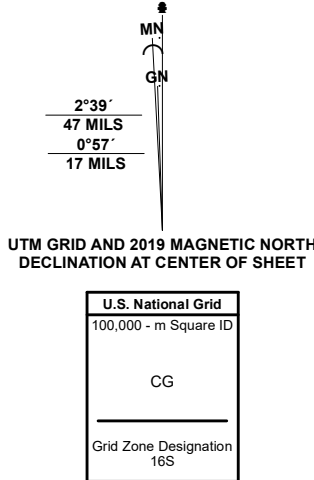 MN
GN
2°39´
47 MILS
0°57´
17 MILS
UTM GRID AND 2019 MAGNETIC NORTH
DECLINATION AT CENTER OF SHEET
U.S. National Grid
100,000 - m Square ID
CG
Grid Zone Designation
16S